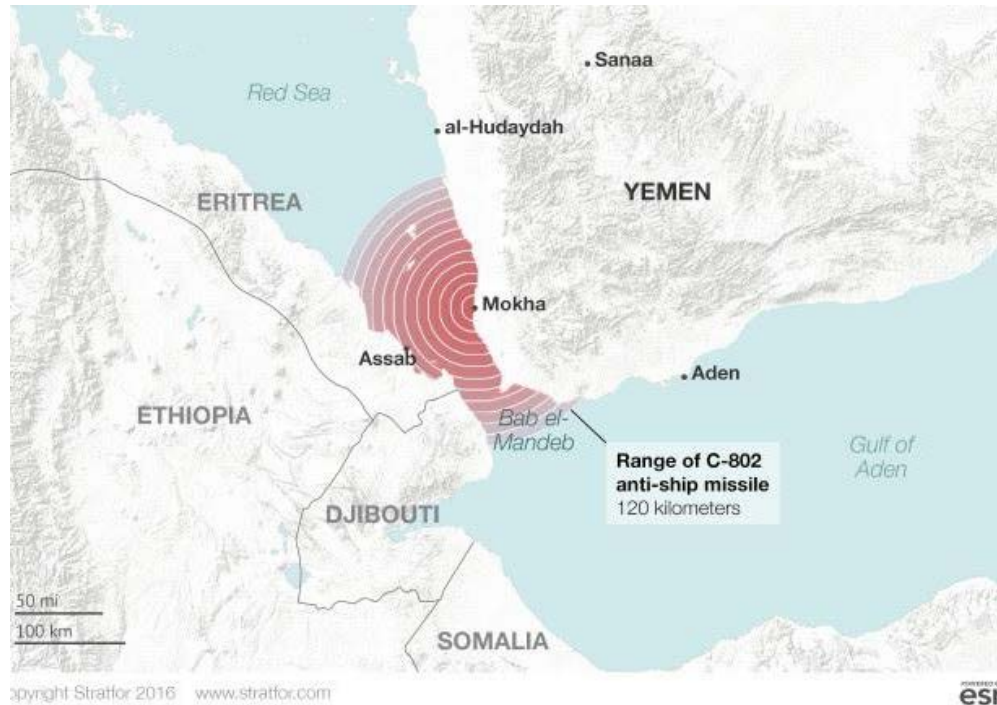 Sanaa
Red Sea
al-Hudaydah
YEMEN
ERITREA
Mokha
Assab
Aden
ETHIOPIA
Bab el-
Mandeb
Gulf of
Aden
Range of C-802
anti-ship missile
120 kilometers
DJIBOUTI
50 mi
100 km
SOMALIA
opyright Stratfor 2016 www.stratfor.com